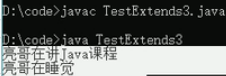 D:\code>javac TestExtends3.java
D:\code>java TestExtends3
亮哥在讲Java课程
亮哥在睡觉